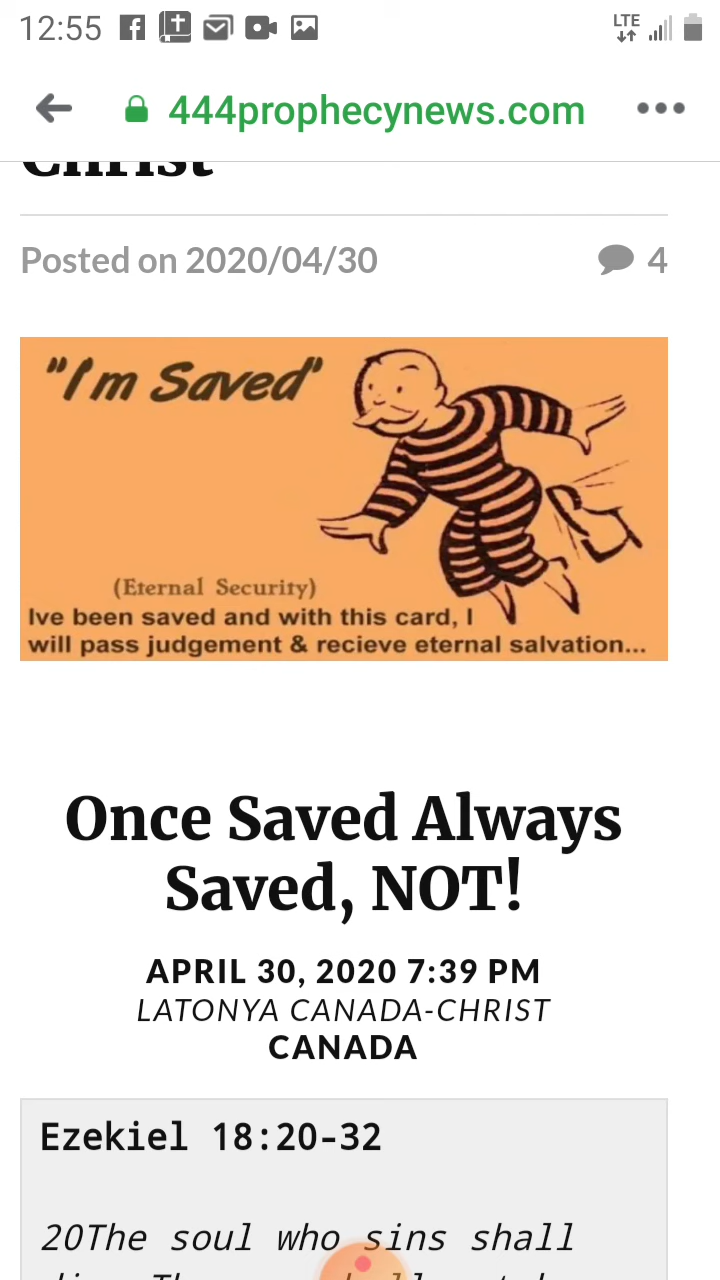 12:55
LTE
444prophecynews.com
Christ
Posted on 2020/04/30
4
"I'm Saved"
(Eternal Security)
Ive been saved and with this card, I
will pass judgement & recieve eternal salvation...
Once Saved Always
Saved, NOT!
APRIL 30, 2020 7:39 PM
LATONYA CANADA-CHRIST
CANADA
Ezekiel 18:20-32
20The soul who sins shall